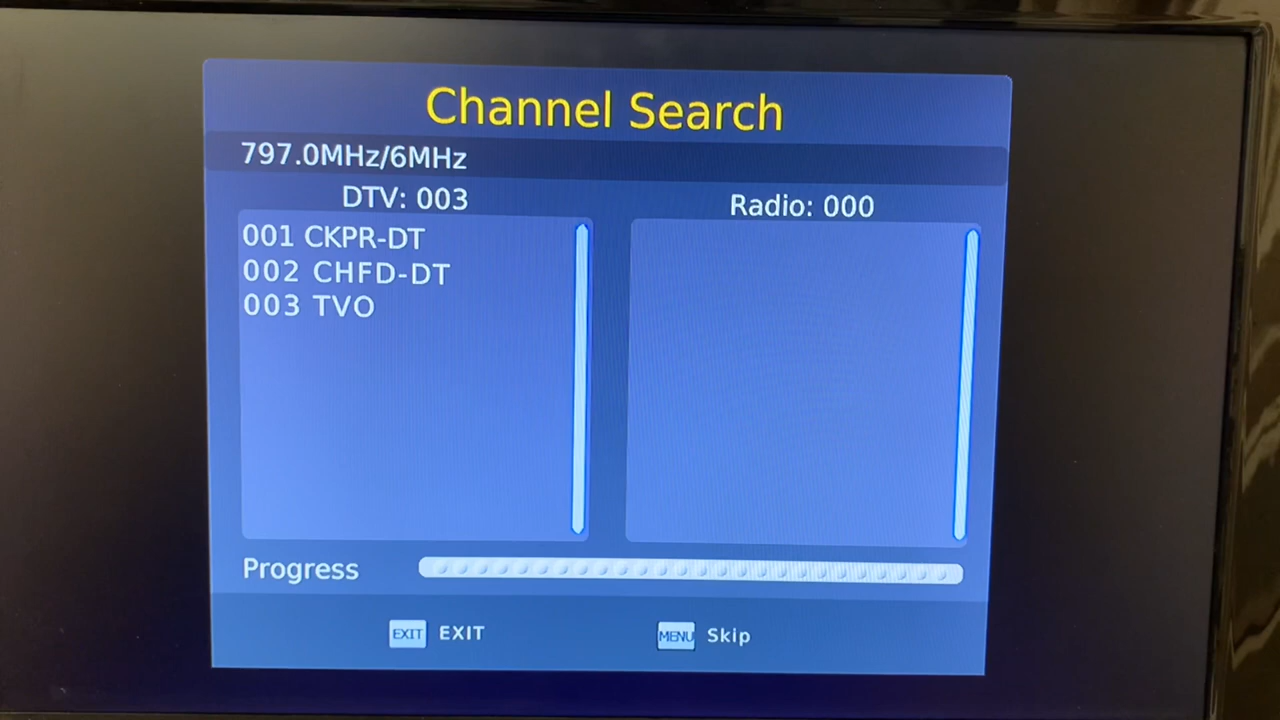 Channel Search
797.0MHz/6MHz
DTV: 003
Radio: 000
001 CKPR-DT
002 CHFD-DT
003 TVO
Progress
EXIT EXIT
MENU Skip